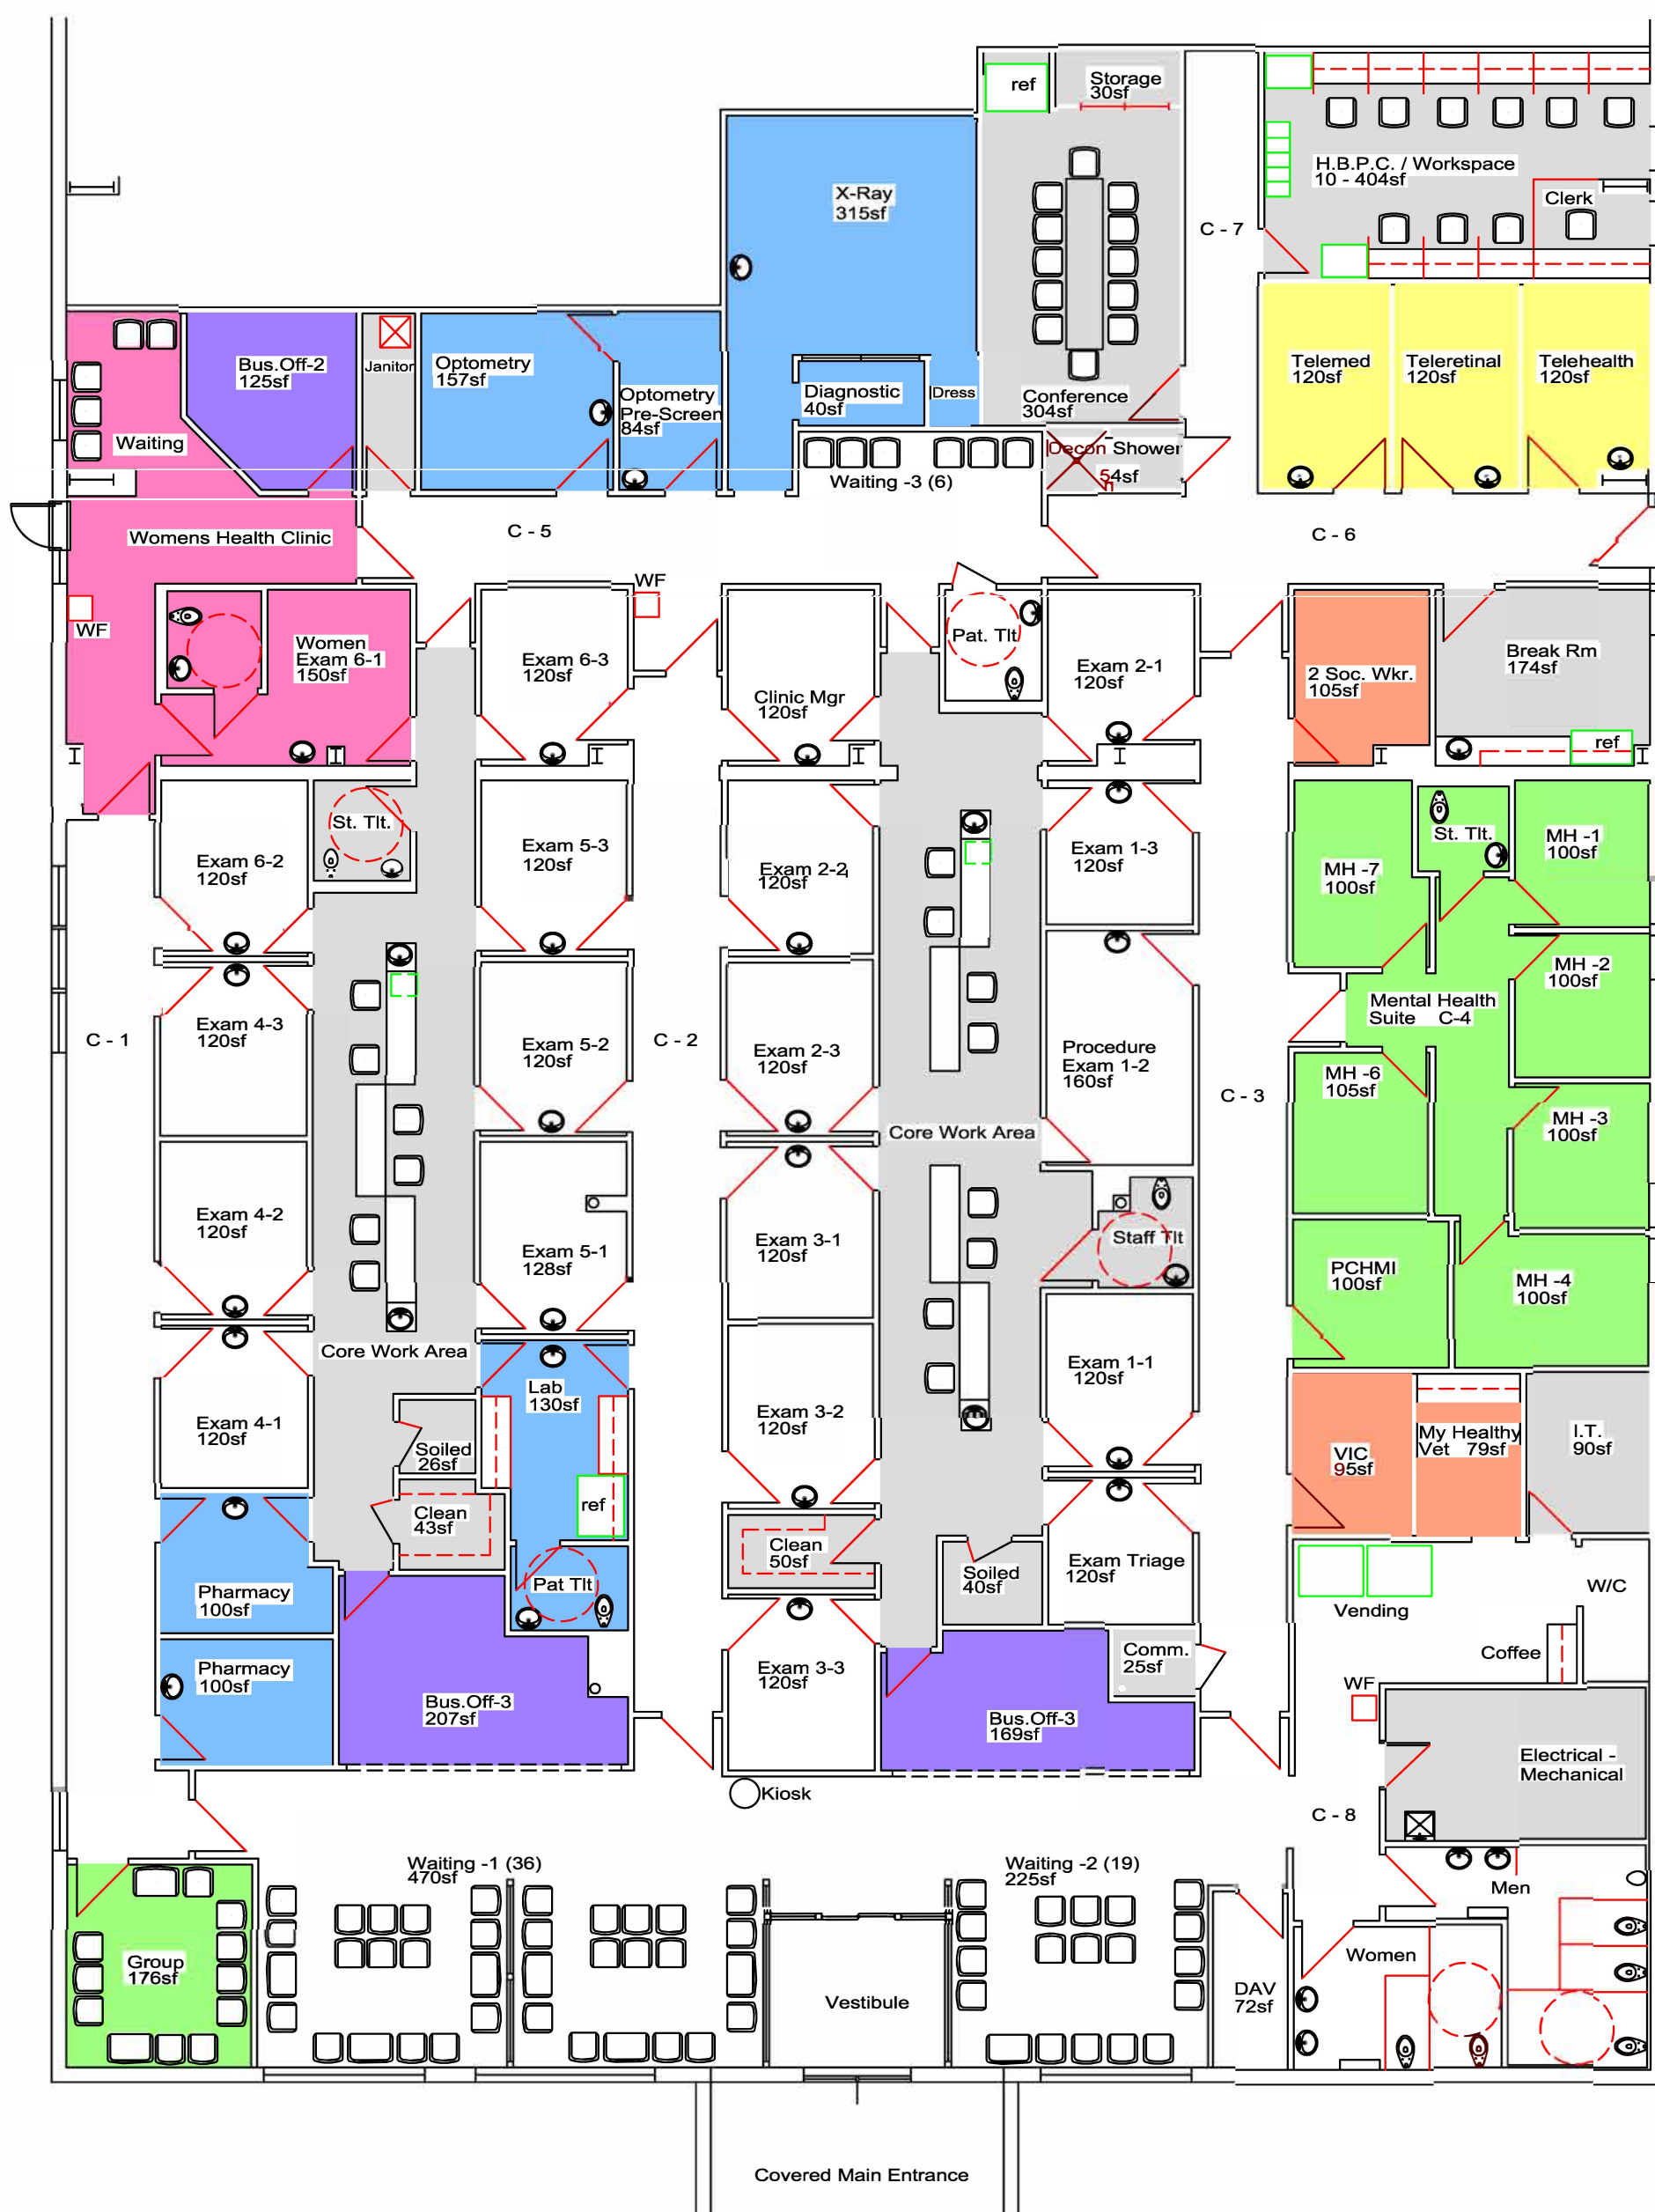 ref
Storage
30sf
H.B.P.C. / Workspace
10 - 404sf
Clerk
X-Ray
315sf
C - 7
Bus.Off-2
125sf
Janitor
Optometry
157sf
Optometry
Pre-Screen
84sf
Diagnostic
40sf
Dress
Conference
304sf
Telemed
120sf
Teleretinal
120sf
Telehealth
120sf
Waiting
Decon Shower
54sf
Waiting -3 (6)
Womens Health Clinic
C - 5
C - 6
WF
WF
Women
Exam 6-1
150sf
Exam 6-3
120sf
Clinic Mgr
120sf
Pat. Tlt
Exam 2-1
120sf
2 Soc. Wkr.
105sf
Break Rm
174sf
ref
Exam 6-2
120sf
St. Tlt.
Exam 5-3
120sf
Exam 2-2
120sf
Exam 1-3
120sf
MH -7
100sf
St. Tlt.
MH -1
100sf
MH -2
100sf
Mental Health
Suite C-4
C - 1
Exam 4-3
120sf
Exam 5-2
120sf
C - 2
Exam 2-3
120sf
Procedure
Exam 1-2
160sf
C - 3
MH -6
105sf
MH -3
100sf
Core Work Area
Exam 4-2
120sf
Exam 5-1
128sf
Exam 3-1
120sf
Staff Tlt
PCHMI
100sf
MH -4
100sf
Core Work Area
Lab
130sf
Exam 4-1
120sf
Soiled
26sf
Exam 3-2
120sf
Exam 1-1
120sf
VIC
95sf
My Healthy
Vet 79sf
I.T.
90sf
ref
Clean
43sf
Clean
50sf
Soiled
40sf
Exam Triage
120sf
Pharmacy
100sf
Pat Tlt
Vending
W/C
Coffee
Pharmacy
100sf
Bus.Off-3
207sf
Exam 3-3
120sf
Comm.
25sf
Bus.Off-3
169sf
WF
Electrical -
Mechanical
Kiosk
C - 8
Waiting -1 (36)
470sf
Waiting -2 (19)
225sf
Men
Group
176sf
Vestibule
DAV
72sf
Women
Covered Main Entrance